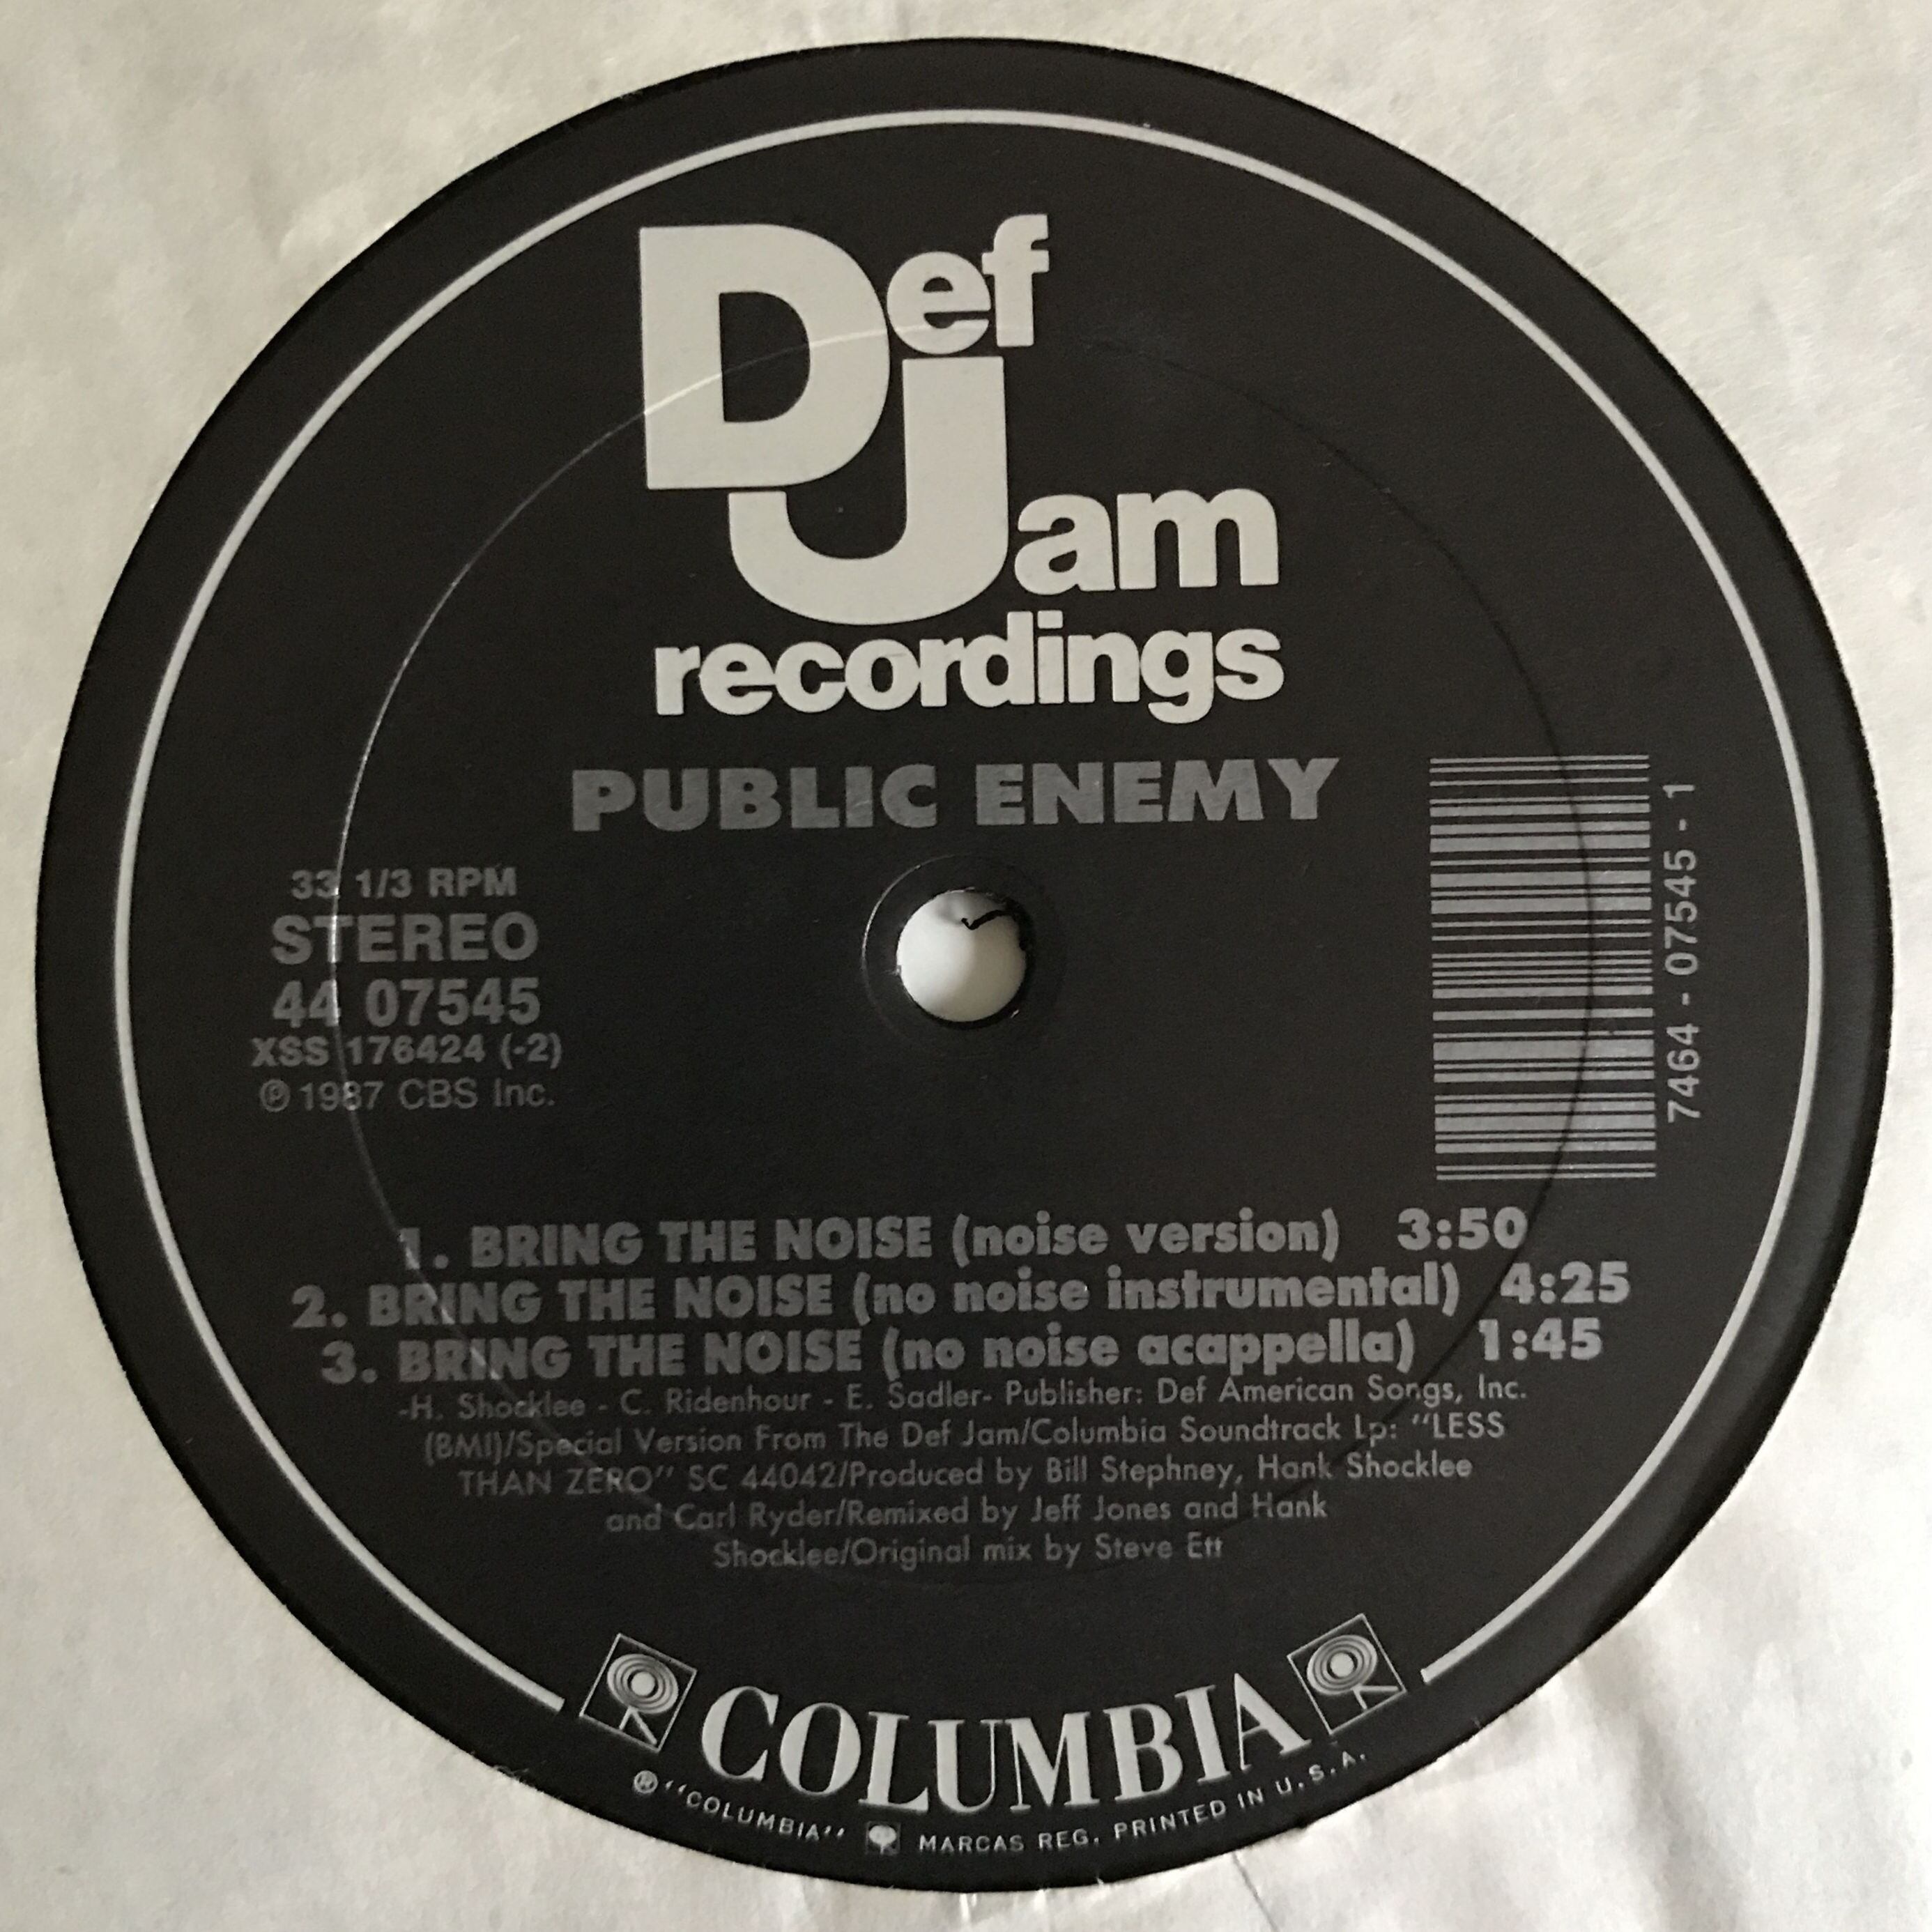 Def Jam
recordings
PUBLIC ENEMY
33 1/3 RPM
STEREO
44 07545
XSS 176424 (-2)
℗ 1987 CBS Inc.
7464 - 07545 - 1
1. BRING THE NOISE (noise version) 3:50
2. BRING THE NOISE (no noise instrumental) 4:25
3. BRING THE NOISE (no noise acappella) 1:45
-H. Shocklee - C. Ridenhour - E. Sadler- Publisher: Def American Songs, Inc.
(BMI)/Special Version From The Def Jam/Columbia Soundtrack Lp: "LESS
THAN ZERO" SC 44042/Produced by Bill Stephney, Hank Shocklee
and Carl Ryder/Remixed by Jeff Jones and Hank
Shocklee/Original mix by Steve Ett
COLUMBIA
® "COLUMBIA" MARCAS REG. PRINTED IN U.S.A.